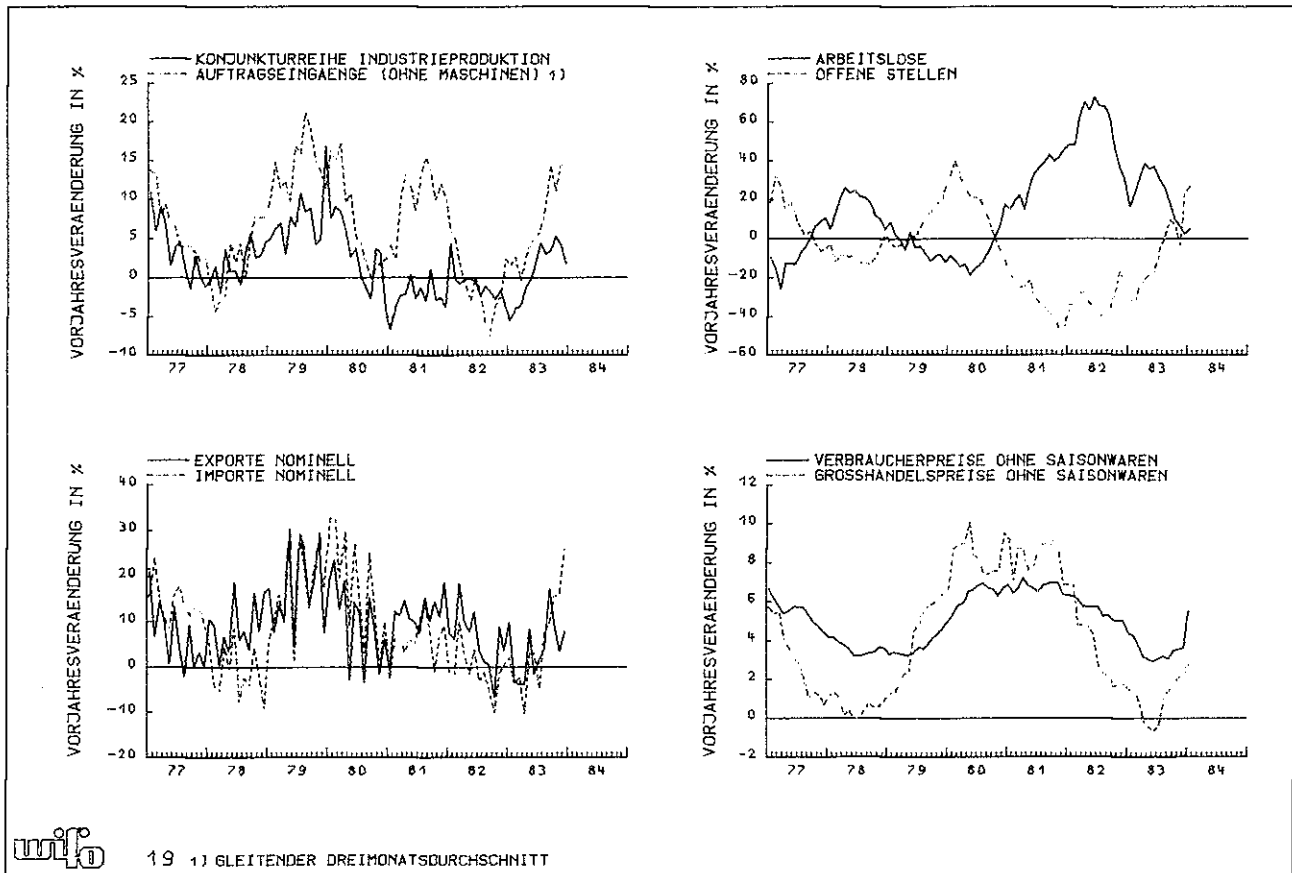 KONJUNKTURREIHE INDUSTRIEPRODUKTION
AUFTRAGSEINGAENGE (OHNE MASCHINEN) 1)
VORJAHRESVERAENDERUNG IN %
25
20
15
10
5
0
-5
-10
77 78 79 80 81 82 83 84
ARBEITSLOSE
OFFENE STELLEN
VORJAHRESVERAENDERUNG IN %
80
60
40
20
0
-20
-40
-60
77 78 79 80 81 82 83 84
EXPORTE NOMINELL
IMPORTE NOMINELL
VORJAHRESVERAENDERUNG IN %
40
30
20
10
0
-10
-20
77 78 79 80 81 82 83 84
VERBRAUCHERPREISE OHNE SAISONWAREN
GROSSHANDELSPREISE OHNE SAISONWAREN
VORJAHRESVERAENDERUNG IN %
12
10
8
6
4
2
0
-2
77 78 79 80 81 82 83 84
wifo
19 1) GLEITENDER DREIMONATSDURCHSCHNITT